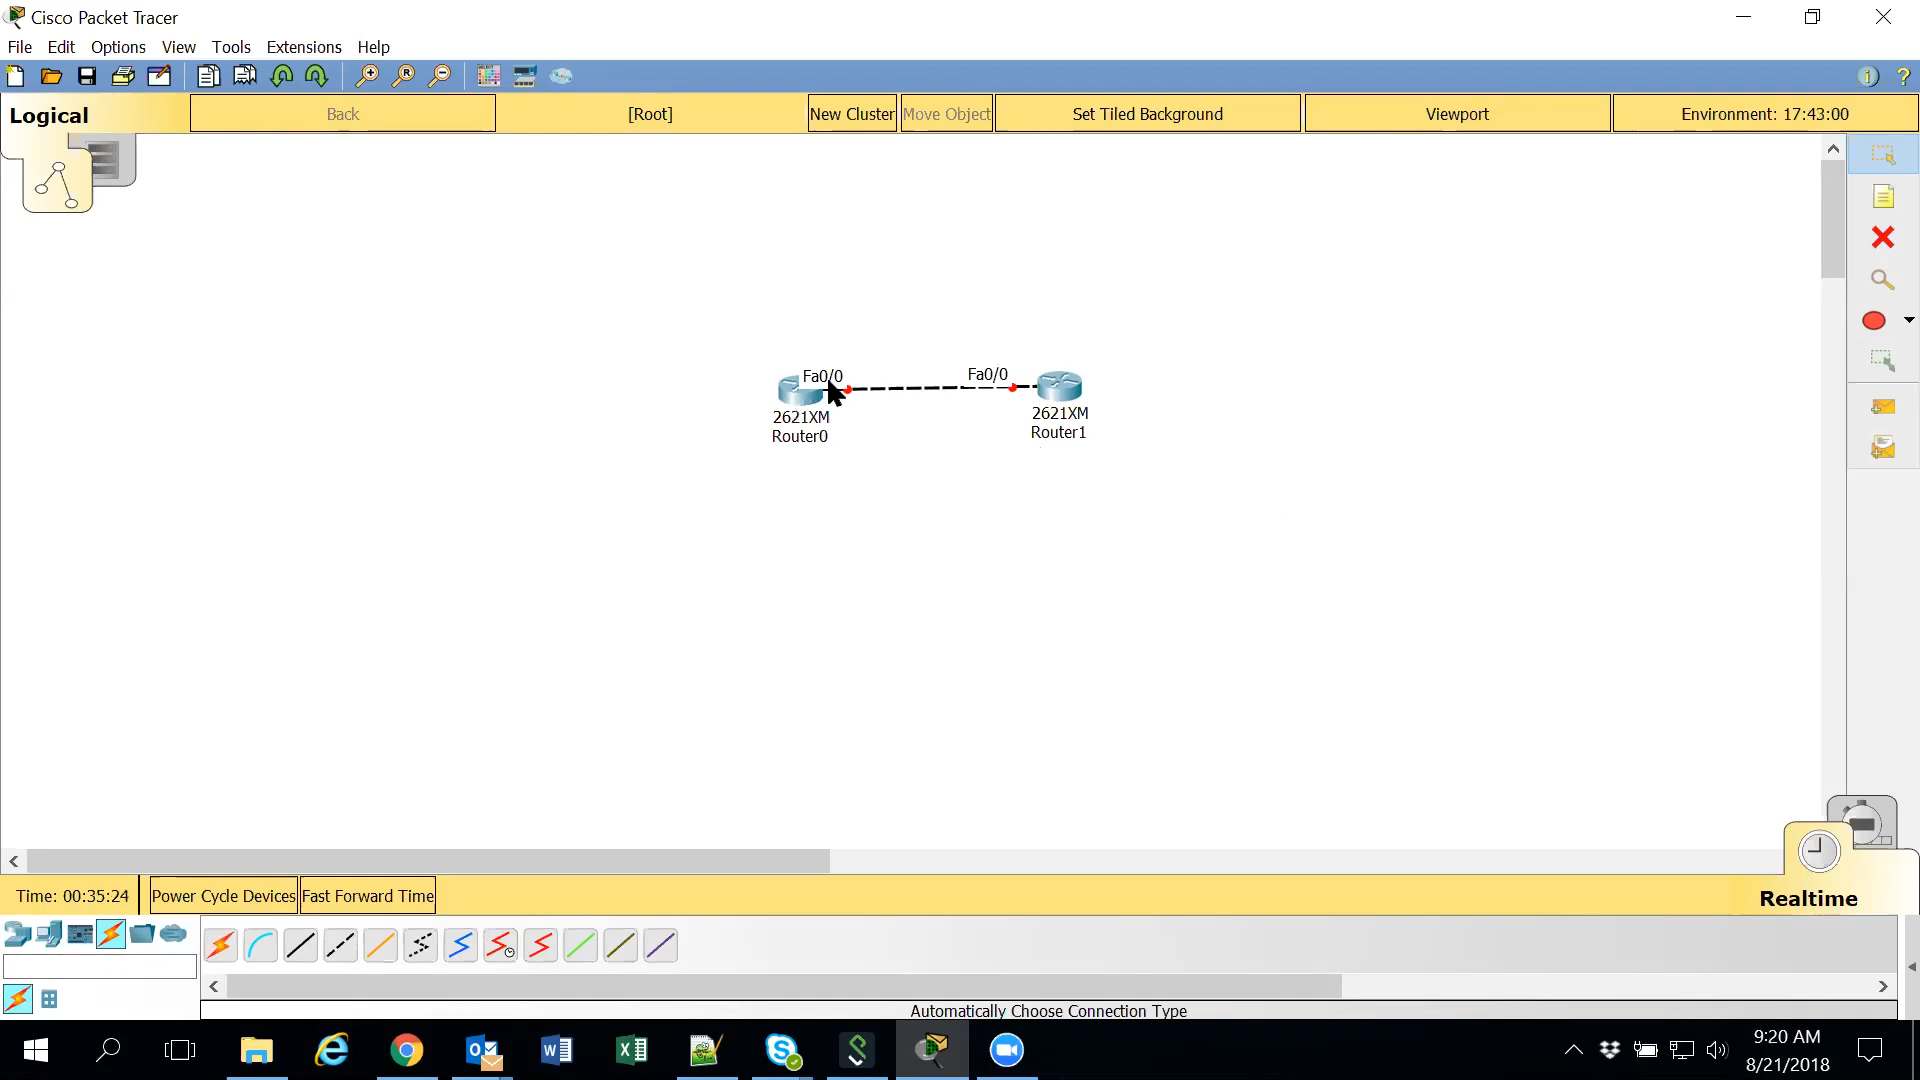 Cisco Packet Tracer
File Edit Options View Tools Extensions Help
Logical
Back
[Root]
New Cluster
Move Object
Set Tiled Background
Viewport
Environment: 17:43:00
Fa0/0
Fa0/0
2621XM
Router0
2621XM
Router1
Time: 00:35:24
Power Cycle Devices
Fast Forward Time
Realtime
Automatically Choose Connection Type
9:20 AM
8/21/2018